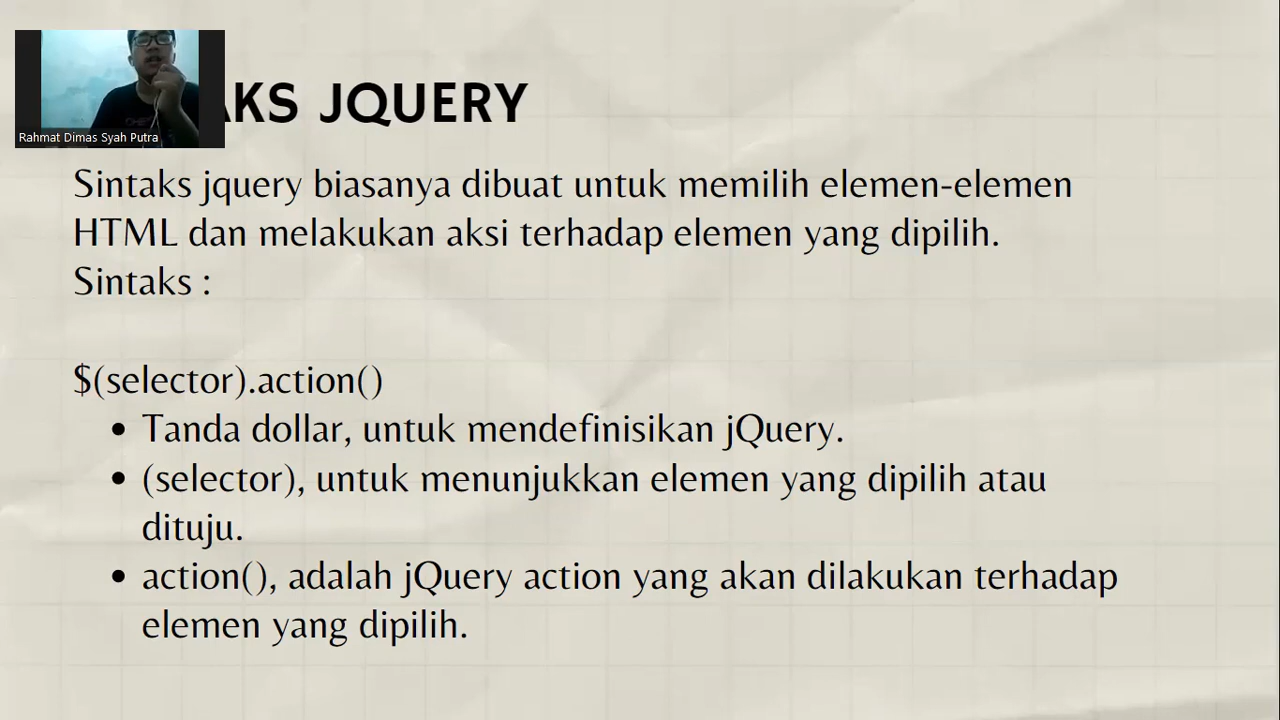 Rahmat Dimas Syah Putra
JQUERY
Sintaks jquery biasanya dibuat untuk memilih elemen-elemen
HTML dan melakukan aksi terhadap elemen yang dipilih.
Sintaks :
$(selector).action()
• Tanda dollar, untuk mendefinisikan jQuery.
• (selector), untuk menunjukkan elemen yang dipilih atau
dituju.
• action(), adalah jQuery action yang akan dilakukan terhadap
elemen yang dipilih.